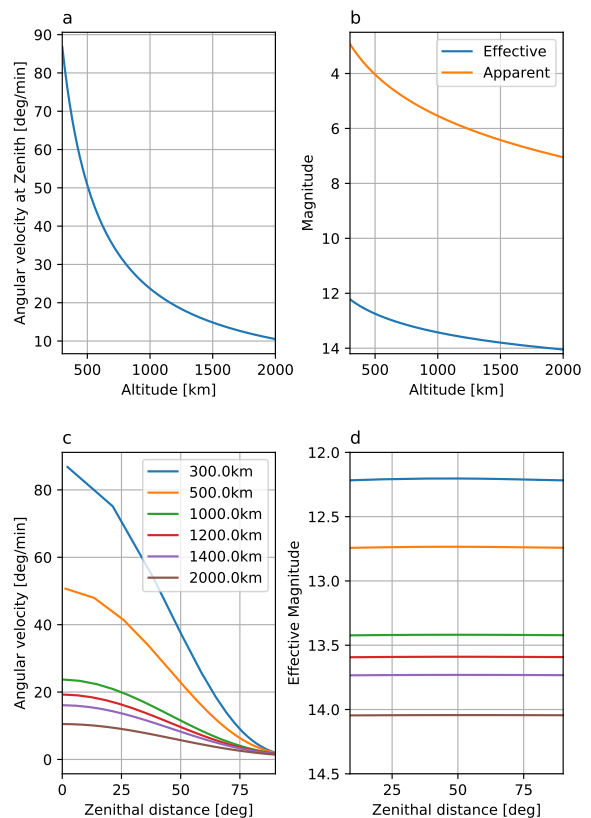 a
Angular velocity at Zenith [deg/min]
90
80
70
60
50
40
30
20
10
500
1000
1500
2000
Altitude [km]
b
Magnitude
4
6
8
10
12
14
Effective
Apparent
500
1000
1500
2000
Altitude [km]
c
Angular velocity [deg/min]
80
60
40
20
0
300.0km
500.0km
1000.0km
1200.0km
1400.0km
2000.0km
0
25
50
75
Zenithal distance [deg]
d
Effective Magnitude
12.0
12.5
13.0
13.5
14.0
14.5
25
50
75
Zenithal distance [deg]